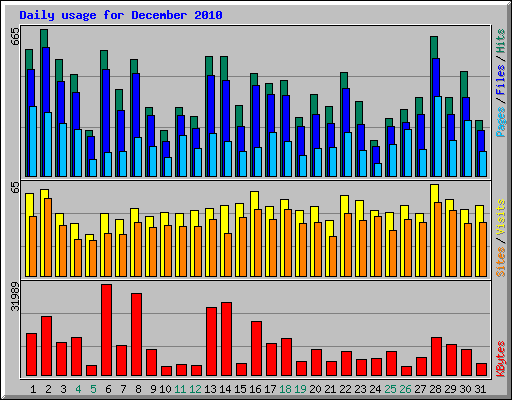 Daily usage for December 2010
665
Pages / Files / Hits
65
Sites / Visits
31989
KBytes
1 2 3 4 5 6 7 8 9 10 11 12 13 14 15 16 17 18 19 20 21 22 23 24 25 26 27 28 29 30 31